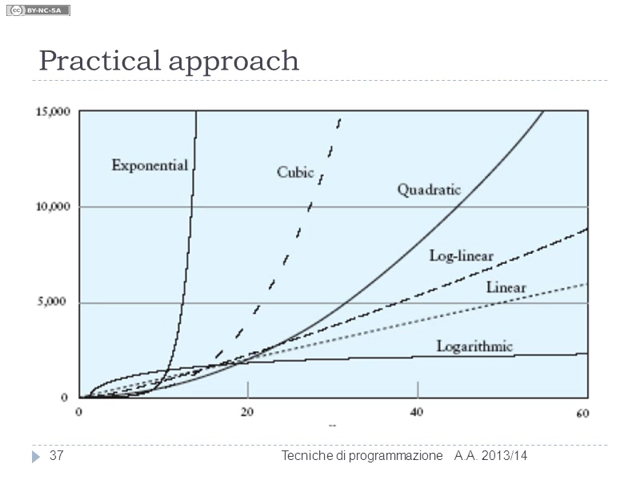 BY-NC-SA
Practical approach
15,000
Exponential
Cubic
Quadratic
10,000
Log-linear
Linear
5,000
Logarithmic
0
0 20 40 60
37 Tecniche di programmazione A.A. 2013/14